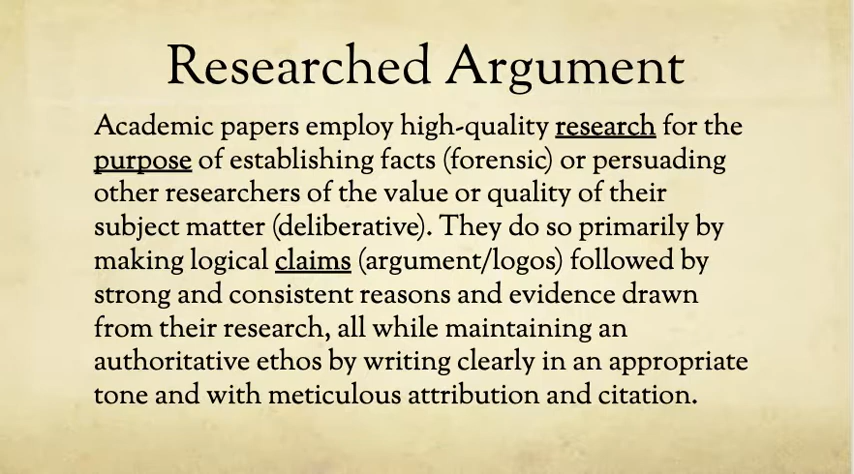 Researched Argument
Academic papers employ high-quality research for the
purpose of establishing facts (forensic) or persuading
other researchers of the value or quality of their
subject matter (deliberative). They do so primarily by
making logical claims (argument/logos) followed by
strong and consistent reasons and evidence drawn
from their research, all while maintaining an
authoritative ethos by writing clearly in an appropriate
tone and with meticulous attribution and citation.